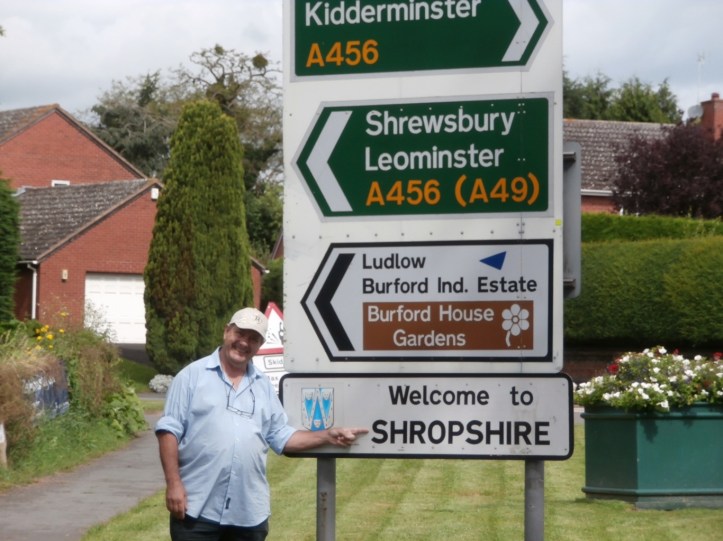 Kidderminster
A456
Shrewsbury
Leominster
A456 (A49)
Ludlow
Burford Ind. Estate
Burford House
Gardens
Welcome to
SHROPSHIRE